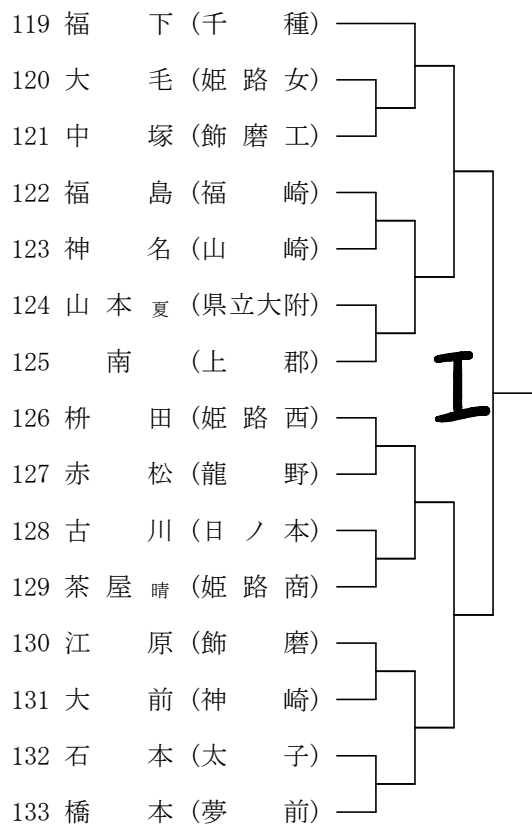 119 福下 (千種)
120 大毛 (姫路女)
121 中塚 (飾磨工)
122 福島 (福崎)
123 神名 (山崎)
124 山本 夏 (県立大附)
125 南 (上郡)
I
126 枡田 (姫路西)
127 赤松 (龍野)
128 古川 (日ノ本)
129 茶屋 晴 (姫路商)
130 江原 (飾磨)
131 大前 (神崎)
132 石本 (太子)
133 橋本 (夢前)